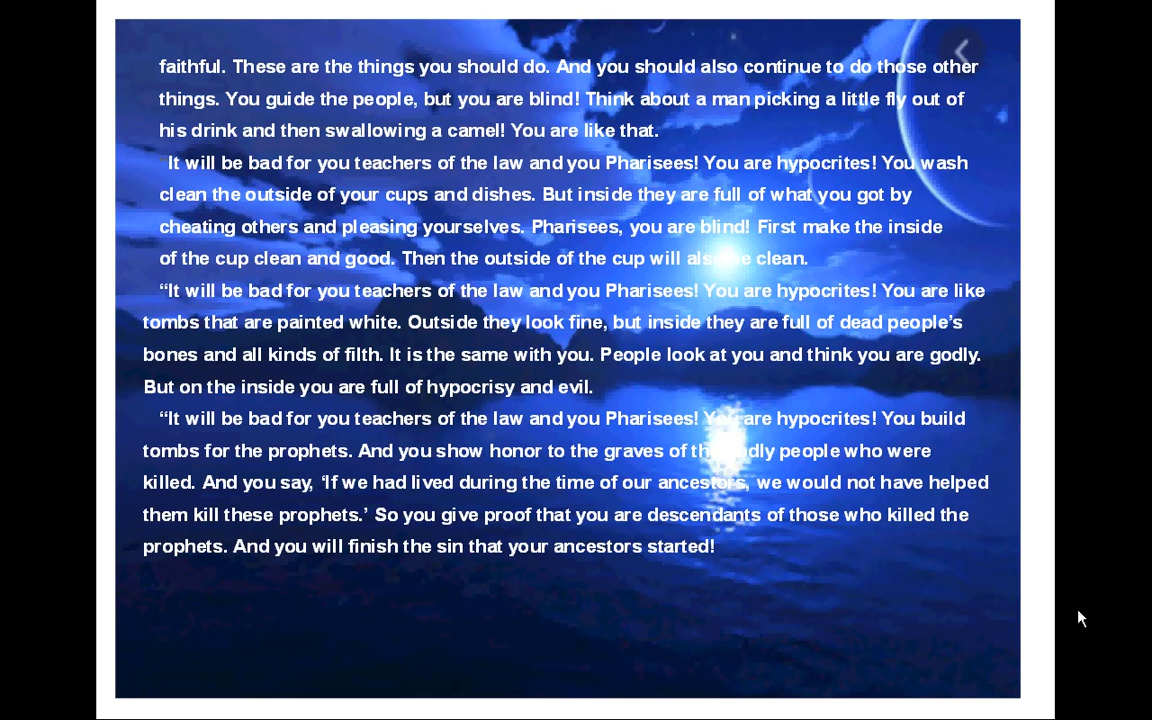 faithful. These are the things you should do. And you should also continue to do those other
things. You guide the people, but you are blind! Think about a man picking a little fly out of
his drink and then swallowing a camel! You are like that.
“It will be bad for you teachers of the law and you Pharisees! You are hypocrites! You wash
clean the outside of your cups and dishes. But inside they are full of what you got by
cheating others and pleasing yourselves. Pharisees, you are blind! First make the inside
of the cup clean and good. Then the outside of the cup will also be clean.
“It will be bad for you teachers of the law and you Pharisees! You are hypocrites! You are like
tombs that are painted white. Outside they look fine, but inside they are full of dead people’s
bones and all kinds of filth. It is the same with you. People look at you and think you are godly.
But on the inside you are full of hypocrisy and evil.
“It will be bad for you teachers of the law and you Pharisees! You are hypocrites! You build
tombs for the prophets. And you show honor to the graves of the godly people who were
killed. And you say, ‘If we had lived during the time of our ancestors, we would not have helped
them kill these prophets.’ So you give proof that you are descendants of those who killed the
prophets. And you will finish the sin that your ancestors started!